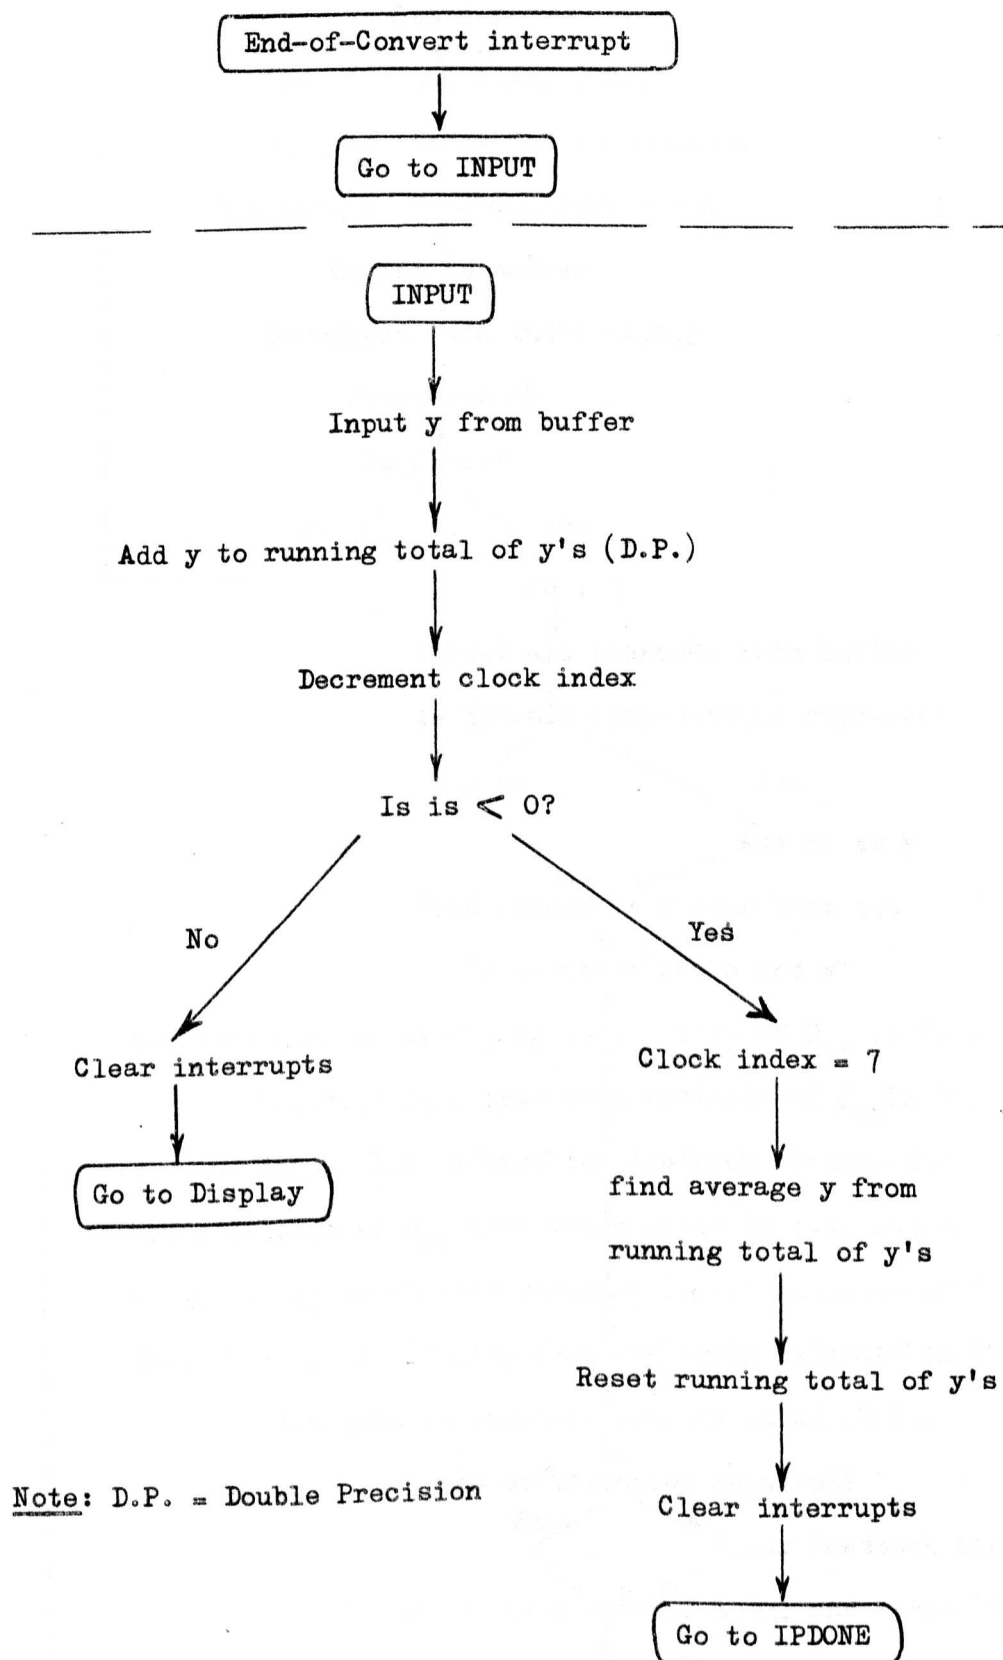 End-of-Convert interrupt
Go to INPUT
INPUT
Input y from buffer
Add y to running total of y's (D.P.)
Decrement clock index
Is is < 0?
No
Yes
Clear interrupts
Go to Display
Clock index = 7
find average y from
running total of y's
Reset running total of y's
Clear interrupts
Go to IPDONE
Note: D.P. = Double Precision